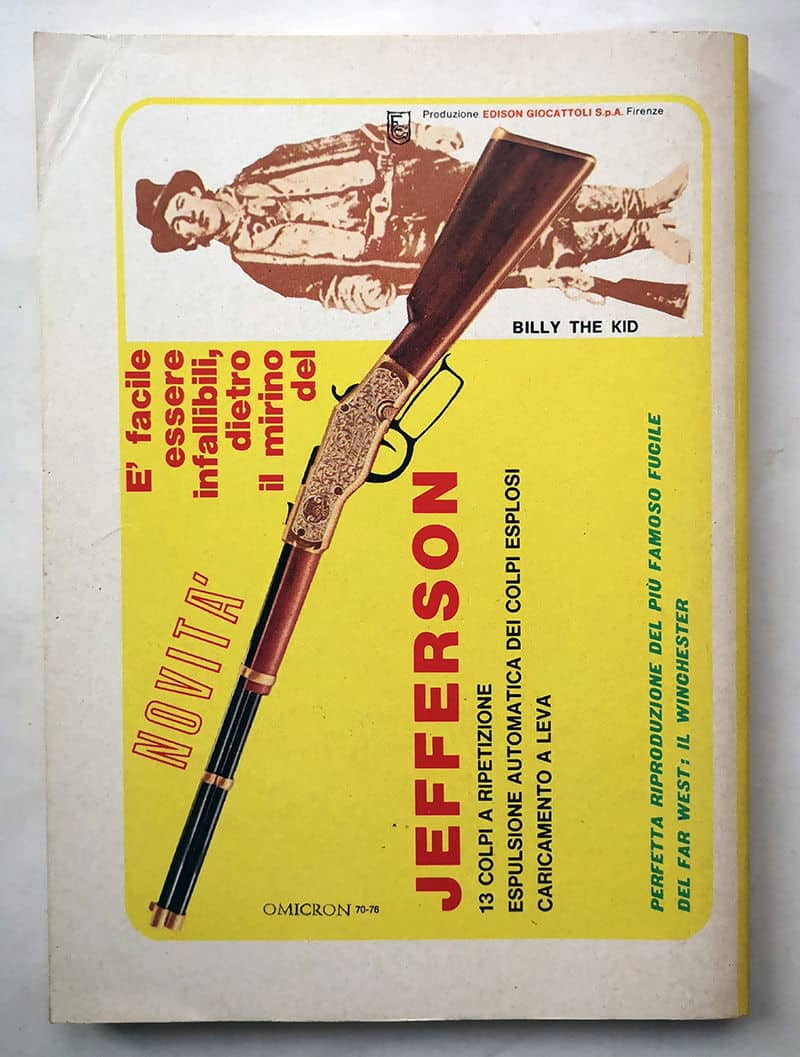 Produzione EDISON GIOCATTOLI S.p.A. Firenze
BILLY THE KID
E' facile
essere
infallibili,
dietro
il mirino
del
NOVITA'
JEFFERSON
13 COLPI A RIPETIZIONE
ESPULSIONE AUTOMATICA DEI COLPI ESPLOSI
CARICAMENTO A LEVA
PERFETTA RIPRODUZIONE DEL PIÙ FAMOSO FUCILE
DEL FAR WEST: IL WINCHESTER
OMICRON 70-76